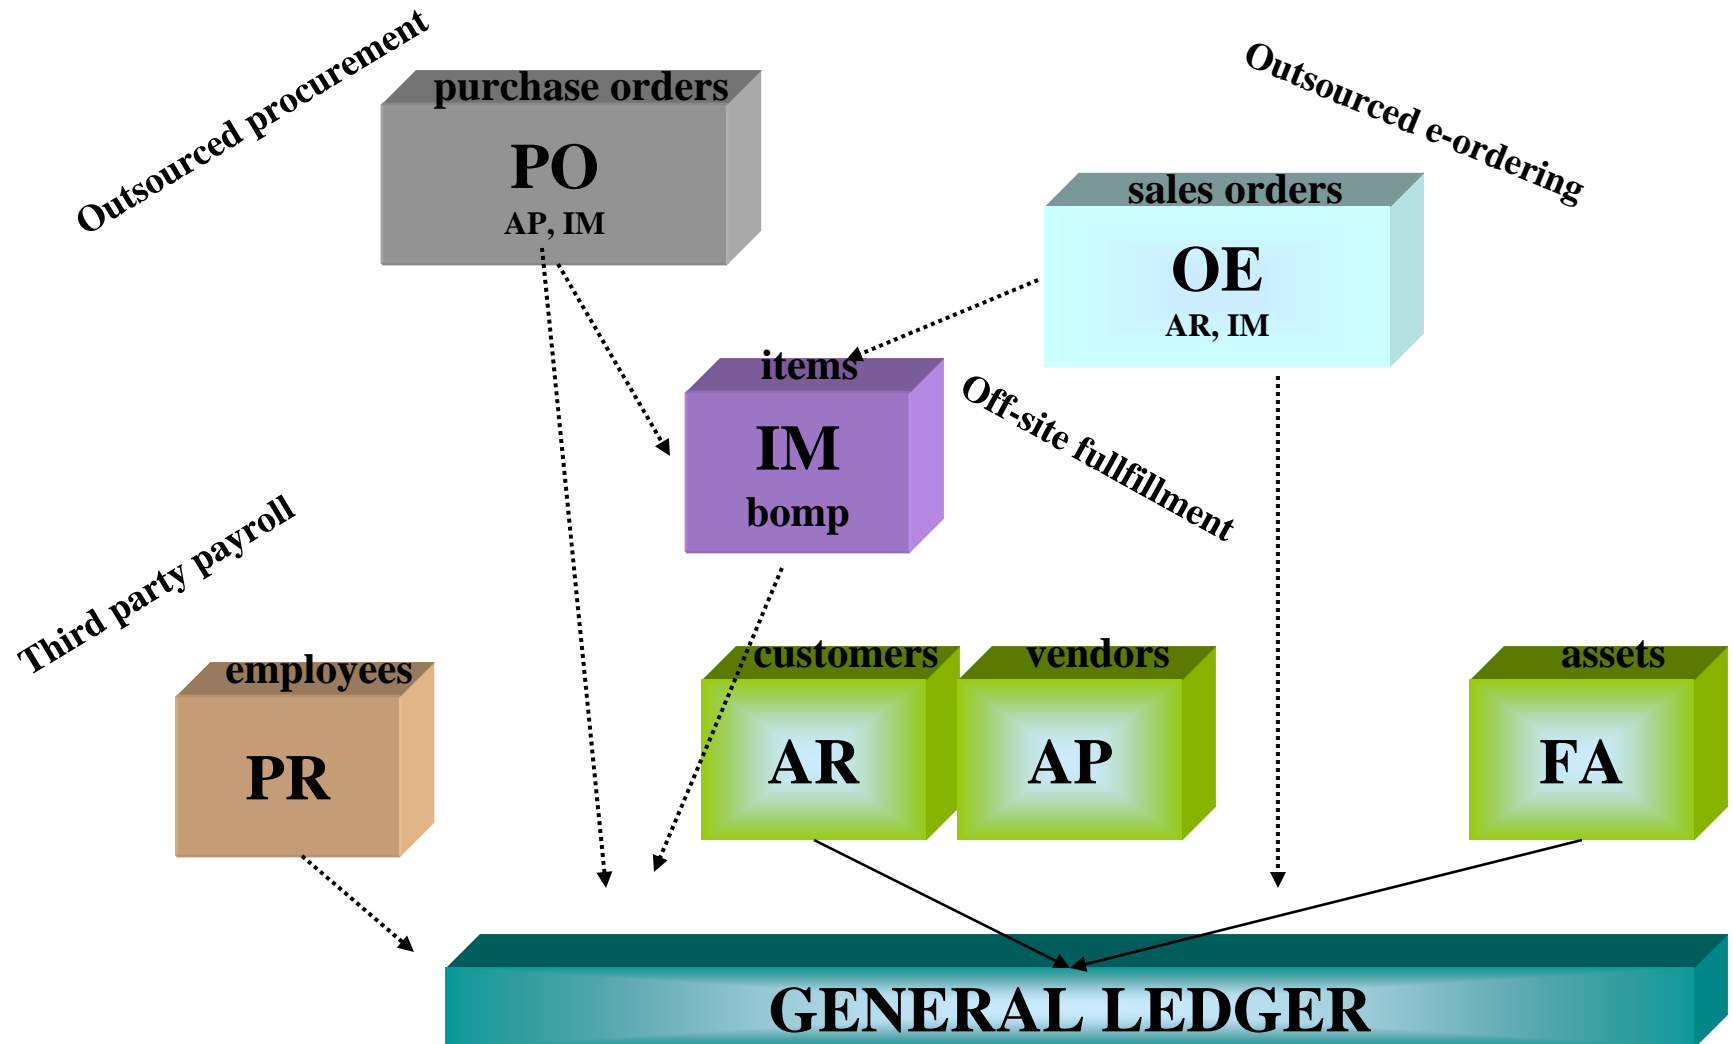 Outsourced procurement
purchase orders
PO
AP, IM
Outsourced e-ordering
sales orders
OE
AR, IM
items
IM
bomp
Off-site fullfillment
Third party payroll
employees
PR
customers
AR
vendors
AP
assets
FA
GENERAL LEDGER